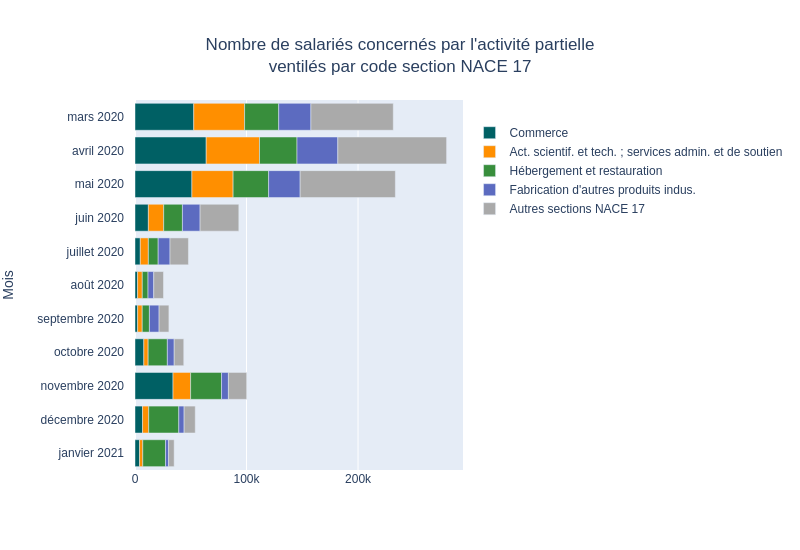 Nombre de salariés concernés par l'activité partielle
ventilés par code section NACE 17
Mois
mars 2020
avril 2020
mai 2020
juin 2020
juillet 2020
août 2020
septembre 2020
octobre 2020
novembre 2020
décembre 2020
janvier 2021
0
100k
200k
Commerce
Act. scientif. et tech. ; services admin. et de soutien
Hébergement et restauration
Fabrication d'autres produits indus.
Autres sections NACE 17